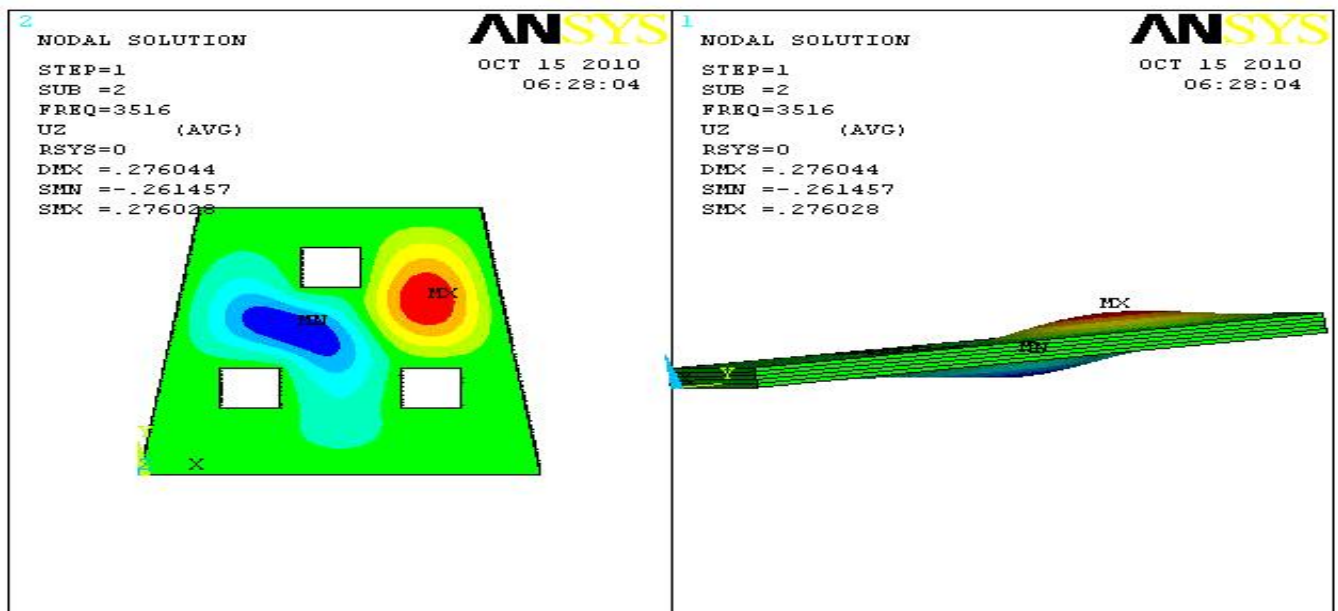 2
NODAL SOLUTION
STEP=1
SUB =2
FREQ=3516
UZ (AVG)
RSYS=0
DMX =.276044
SMN =-.261457
SMX =.276028
ANSYS
OCT 15 2010
06:28:04
MX
MN
X
1
NODAL SOLUTION
STEP=1
SUB =2
FREQ=3516
UZ (AVG)
RSYS=0
DMX =.276044
SMN =-.261457
SMX =.276028
ANSYS
OCT 15 2010
06:28:04
MX
MN
Y